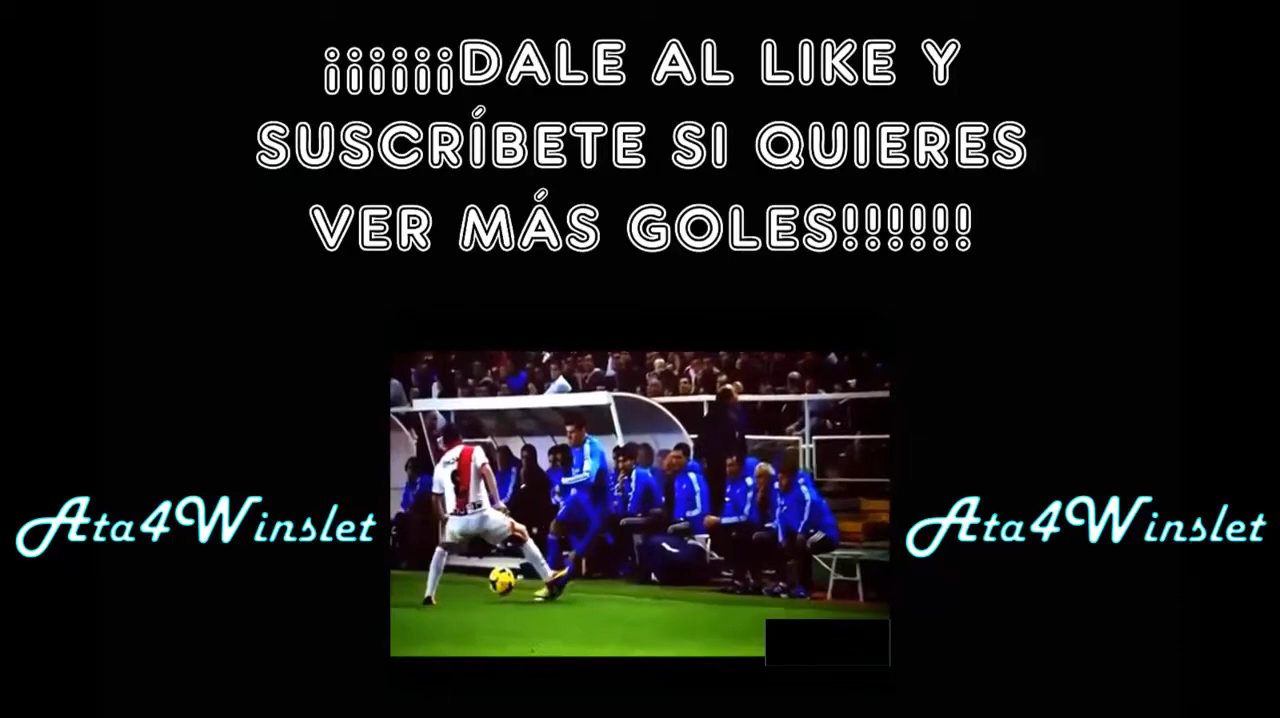 ¡¡¡¡¡¡DALE AL LIKE Y
SUSCRÍBETE SI QUIERES
VER MÁS GOLES!!!!!!
Ata4Winslet
Ata4Winslet